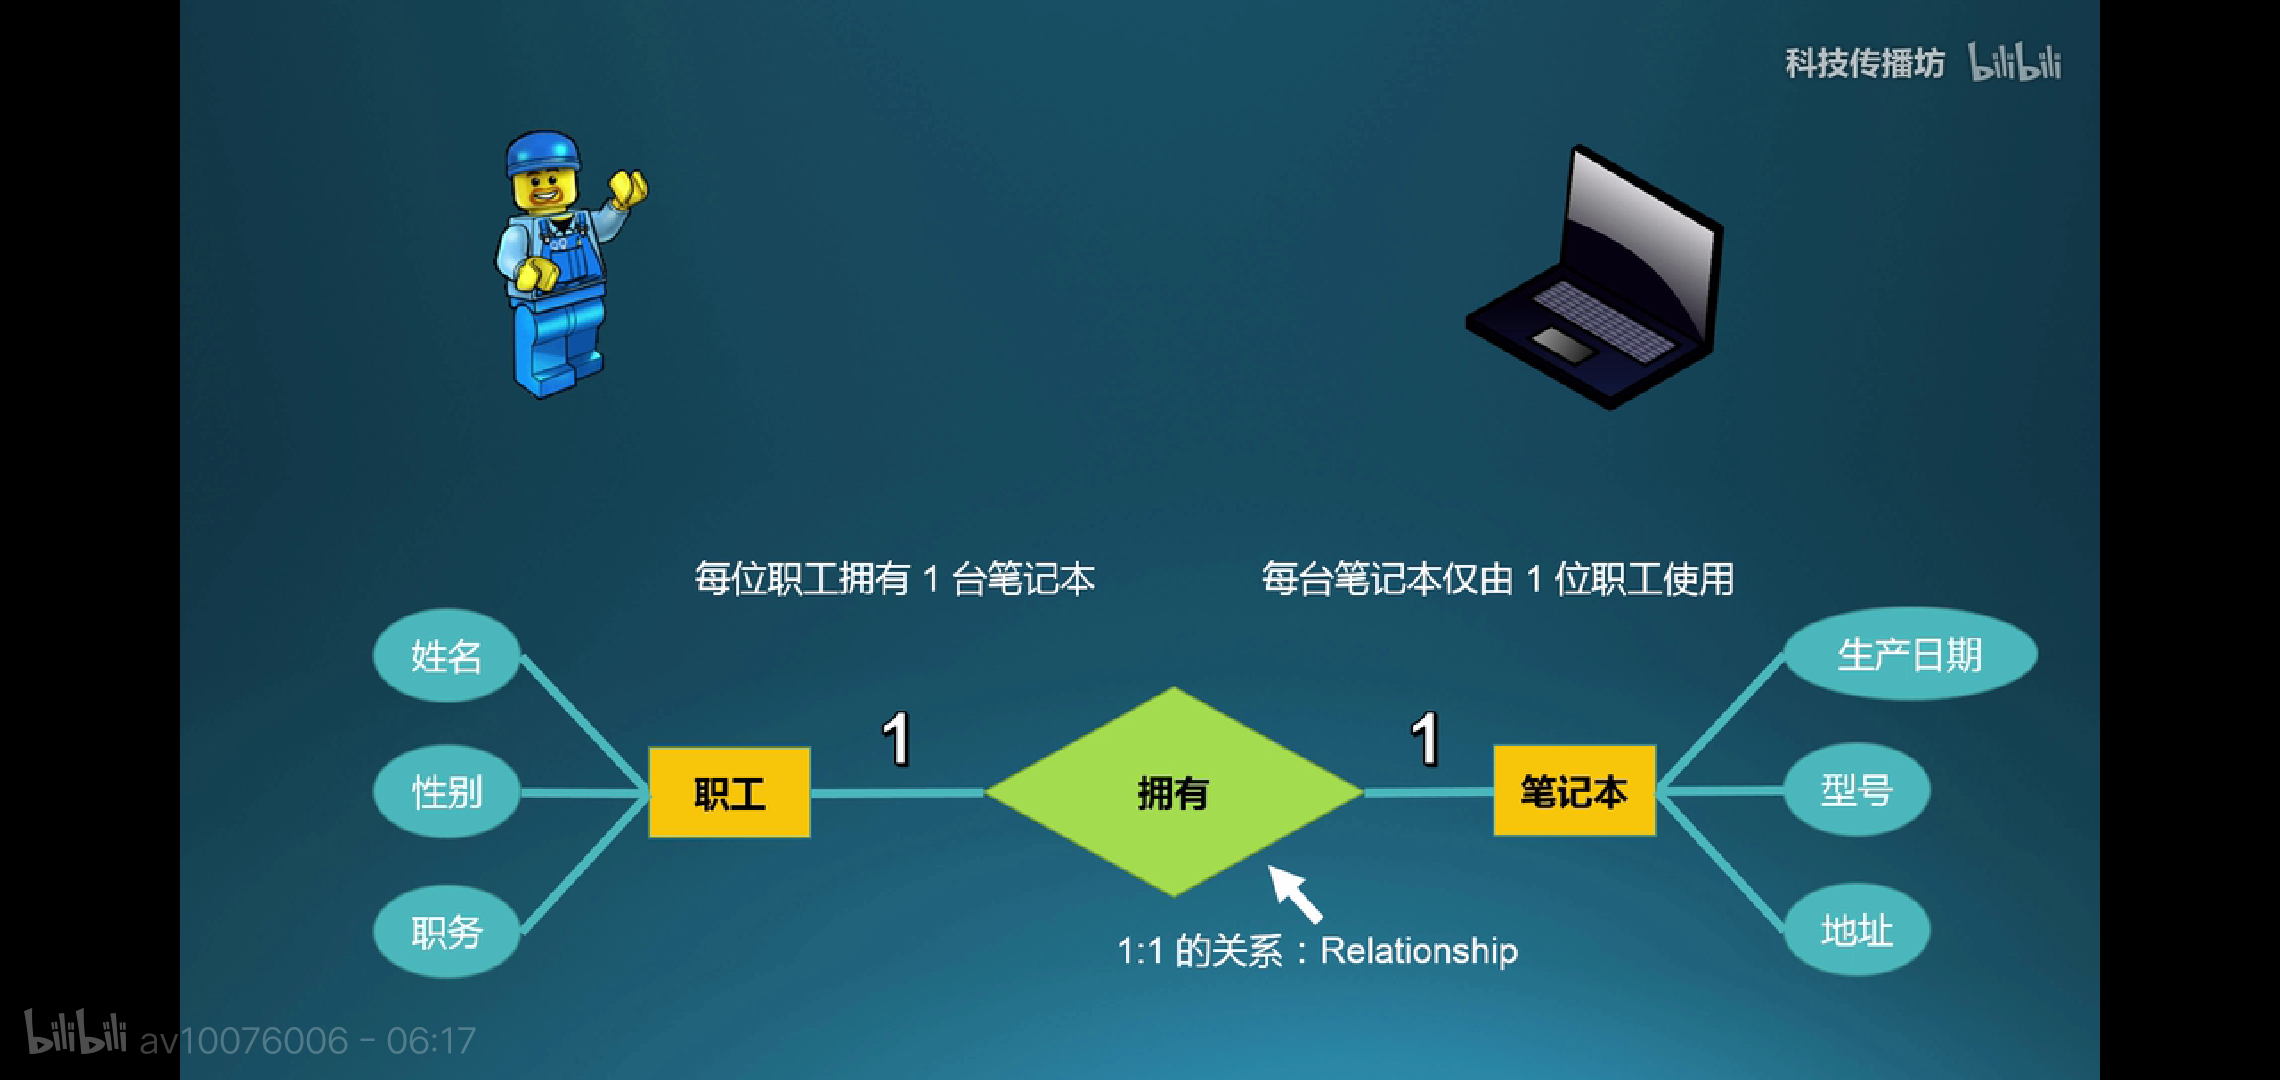 科技传播坊 bilibili
每位职工拥有 1 台笔记本
每台笔记本仅由 1 位职工使用
姓名
性别
职务
职工
1
拥有
1
笔记本
生产日期
型号
地址
1:1 的关系：Relationship
bilibili av10076006 - 06:17